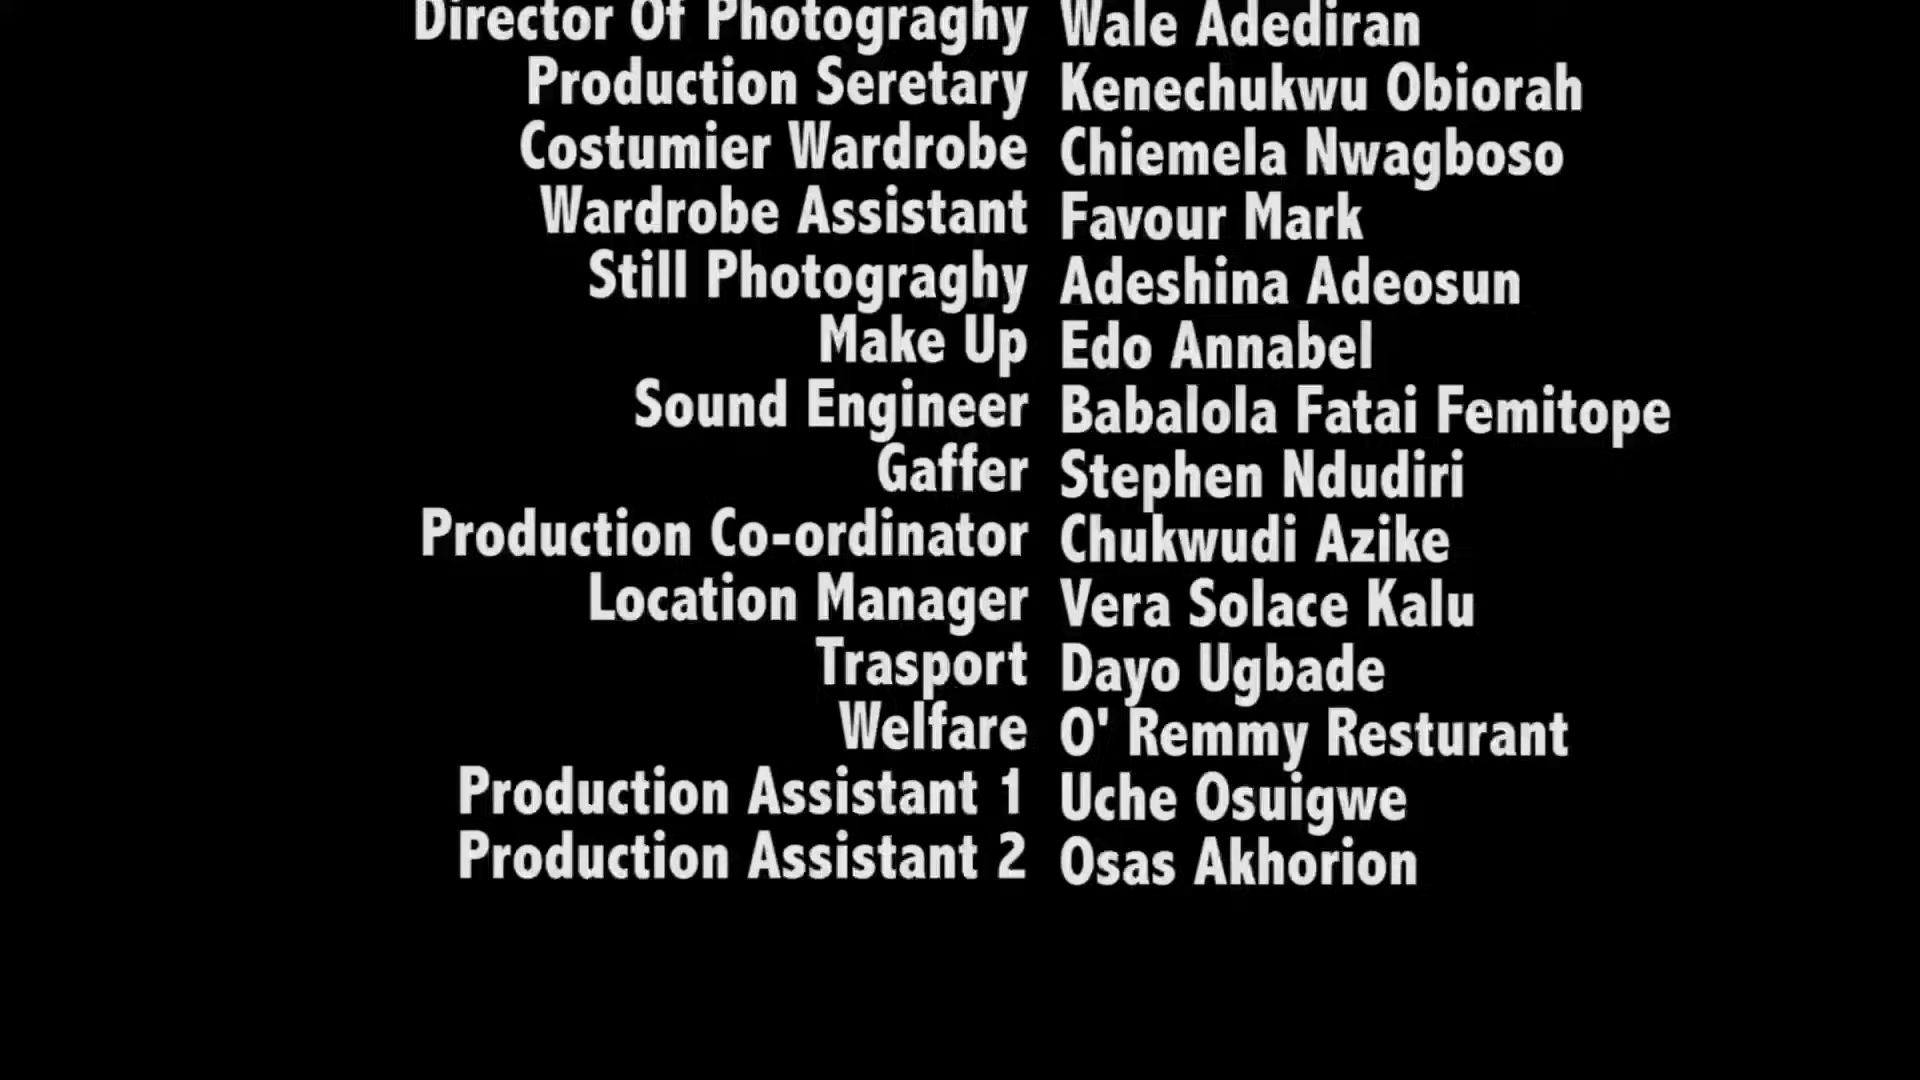 Director Of Photograghy Wale Adediran
Production Seretary Kenechukwu Obiorah
Costumier Wardrobe Chiemela Nwagboso
Wardrobe Assistant Favour Mark
Still Photograghy Adeshina Adeosun
Make Up Edo Annabel
Sound Engineer Babalola Fatai Femitope
Gaffer Stephen Ndudiri
Production Co-ordinator Chukwudi Azike
Location Manager Vera Solace Kalu
Trasport Dayo Ugbade
Welfare O' Remmy Resturant
Production Assistant 1 Uche Osuigwe
Production Assistant 2 Osas Akhorion